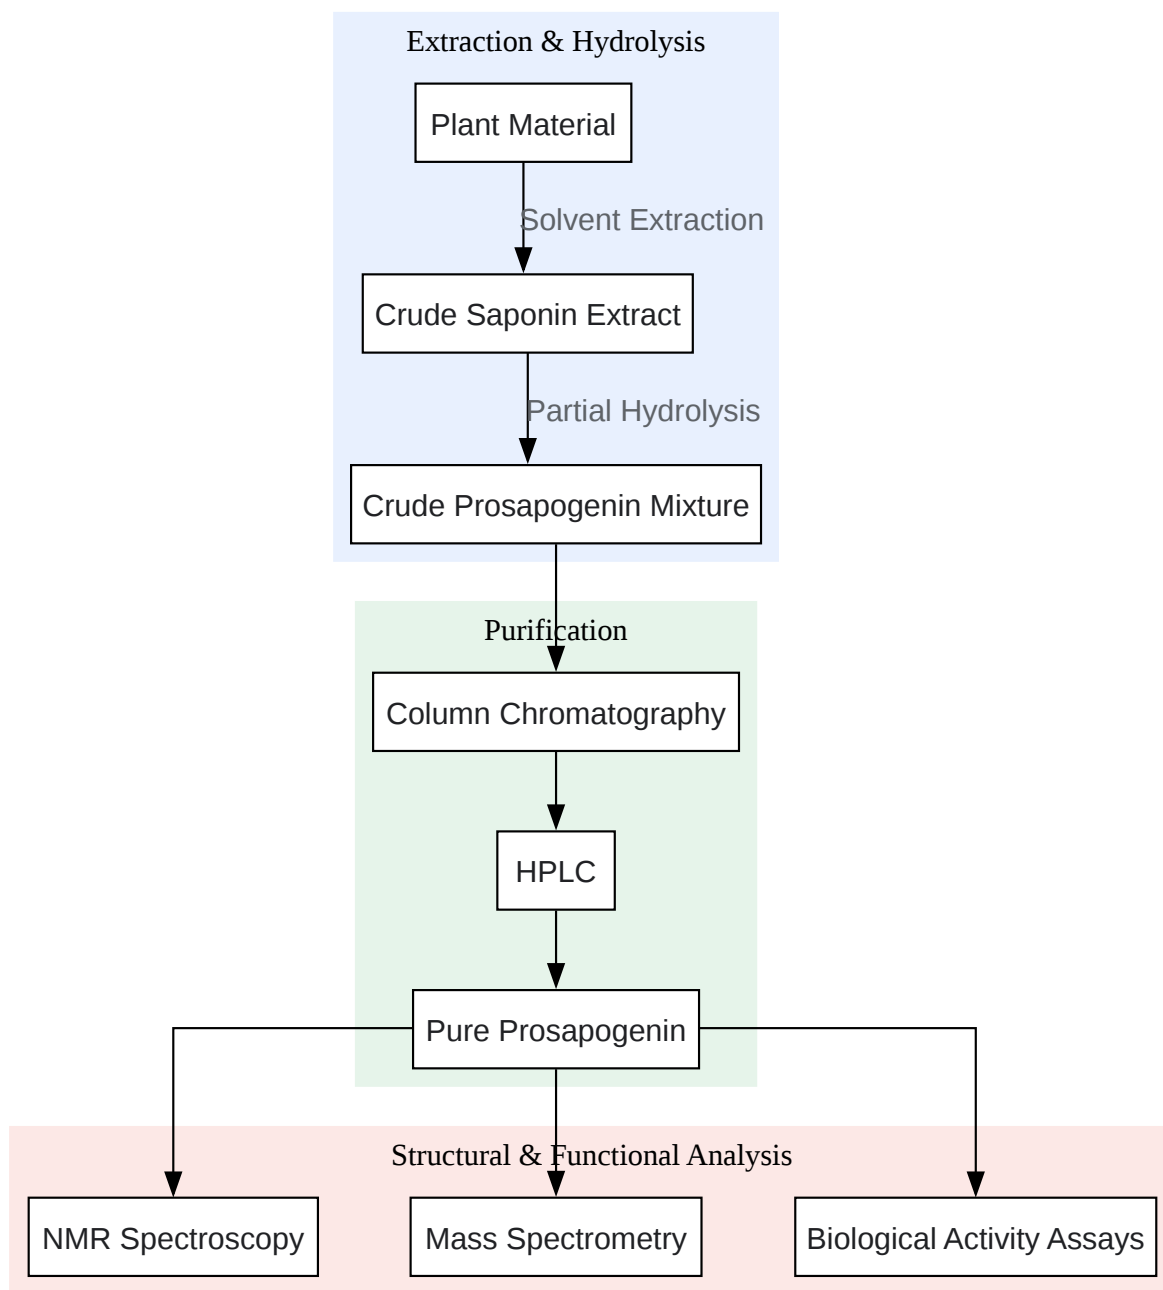 Extraction & Hydrolysis
Plant Material
Solvent Extraction
Crude Saponin Extract
Partial Hydrolysis
Crude Prosapogenin Mixture
Purification
Column Chromatography
HPLC
Pure Prosapogenin
Structural & Functional Analysis
NMR Spectroscopy
Mass Spectrometry
Biological Activity Assays